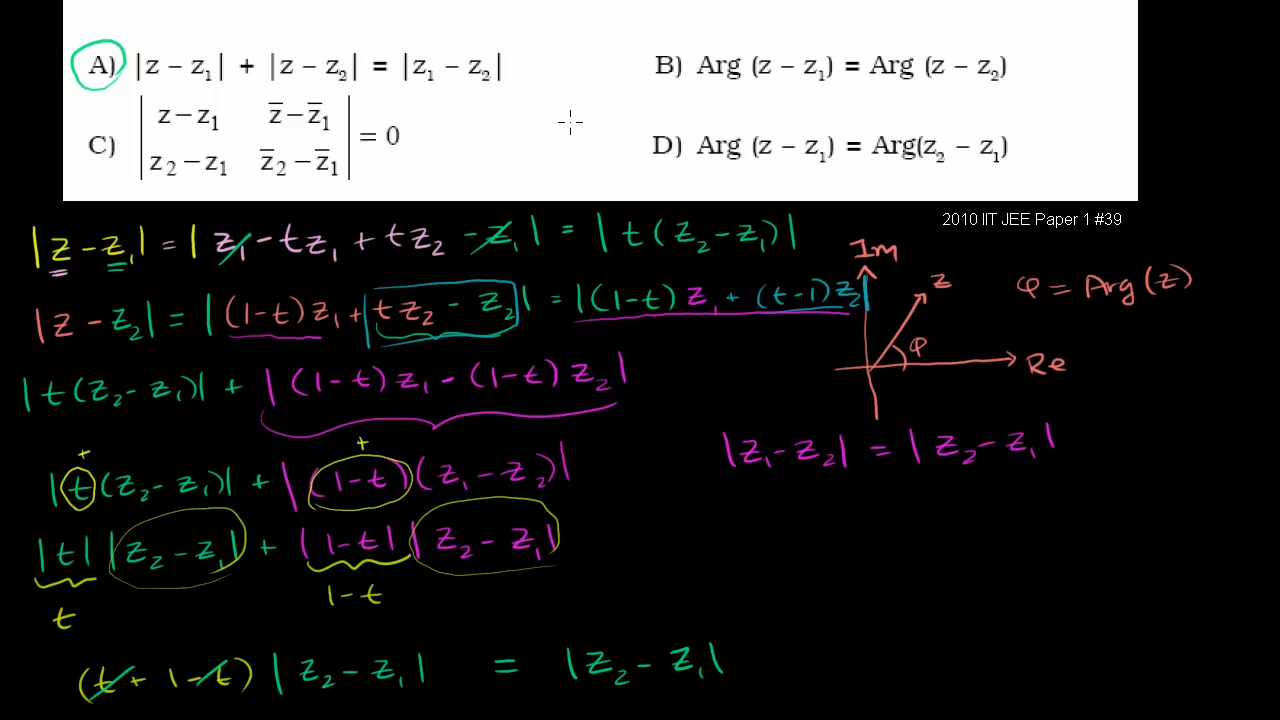 A) |z − z₁| + |z − z₂| = |z₁ − z₂|
B) Arg (z − z₁) = Arg (z − z₂)
C) | z − z₁   z̅ − z̅₁ |
| z₂ − z₁   z̅₂ − z̅₁ | = 0
D) Arg (z − z₁) = Arg(z₂ − z₁)
2010 IIT JEE Paper 1 #39
|z − z₁| = |z₁ − tz₁ + tz₂ − z₁| = |t(z₂ − z₁)|
|z − z₂| = |(1−t)z₁ + tz₂ − z₂| = |(1−t)z₁ + (t−1)z₂|
Im
z
φ = Arg(z)
φ
Re
|t(z₂ − z₁)| + |(1−t)z₁ − (1−t)z₂|
|z₁ − z₂| = |z₂ − z₁|
+ +
|t(z₂ − z₁)| + |(1−t)(z₁ − z₂)|
|t||z₂ − z₁| + |1−t||z₂ − z₁|
t 1−t
(t + 1 − t)|z₂ − z₁| = |z₂ − z₁|